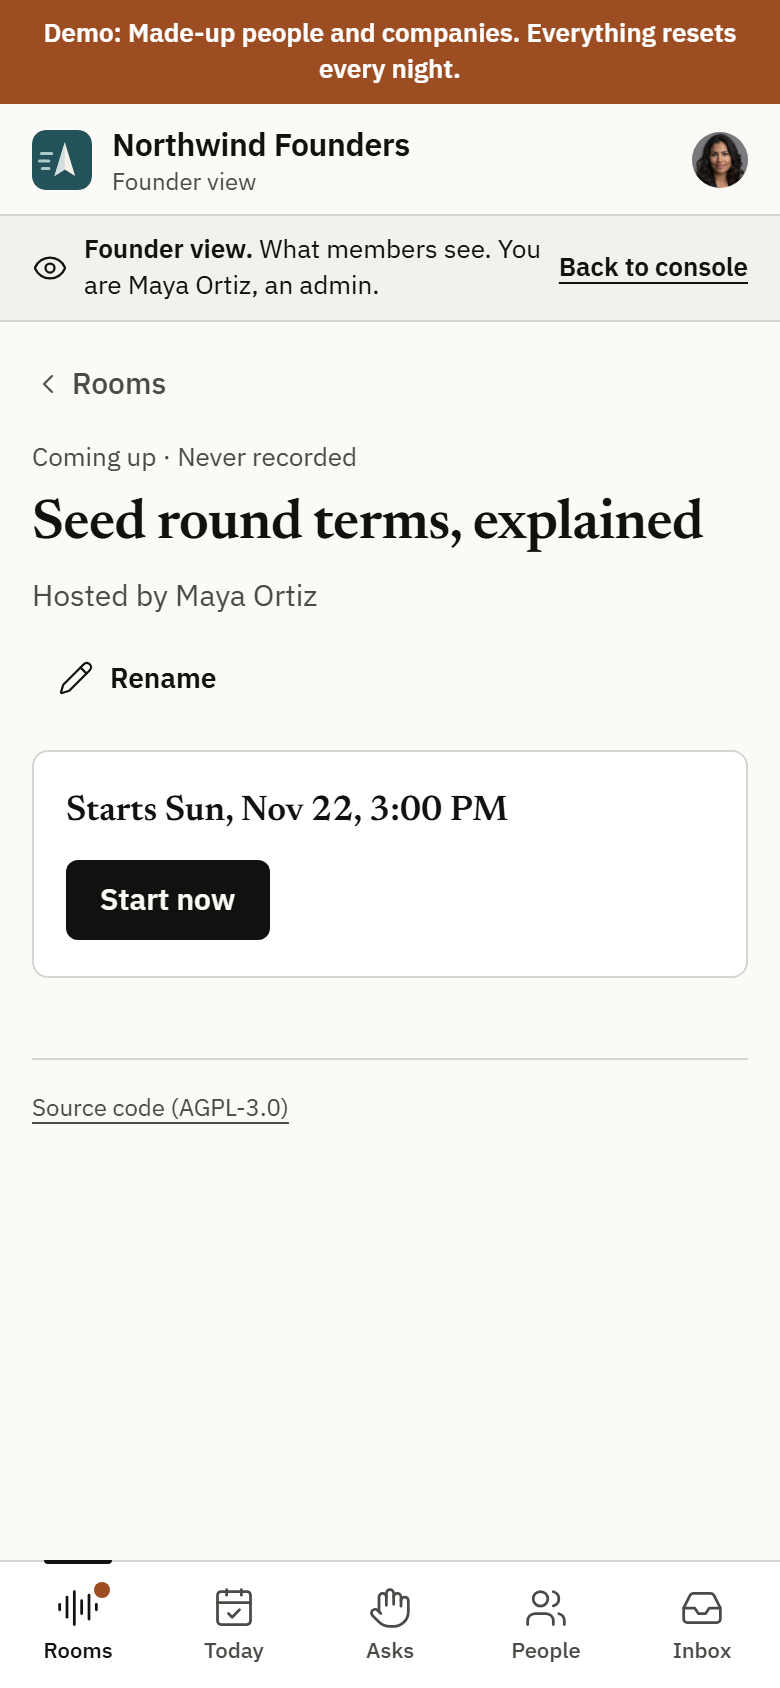 Demo: Made-up people and companies. Everything resets
every night.
Northwind Founders
Founder view
Founder view. What members see. You
are Maya Ortiz, an admin.
Back to console
Rooms
Coming up · Never recorded
Seed round terms, explained
Hosted by Maya Ortiz
Rename
Starts Sun, Nov 22, 3:00 PM
Start now
Source code (AGPL-3.0)
Rooms
Today
Asks
People
Inbox